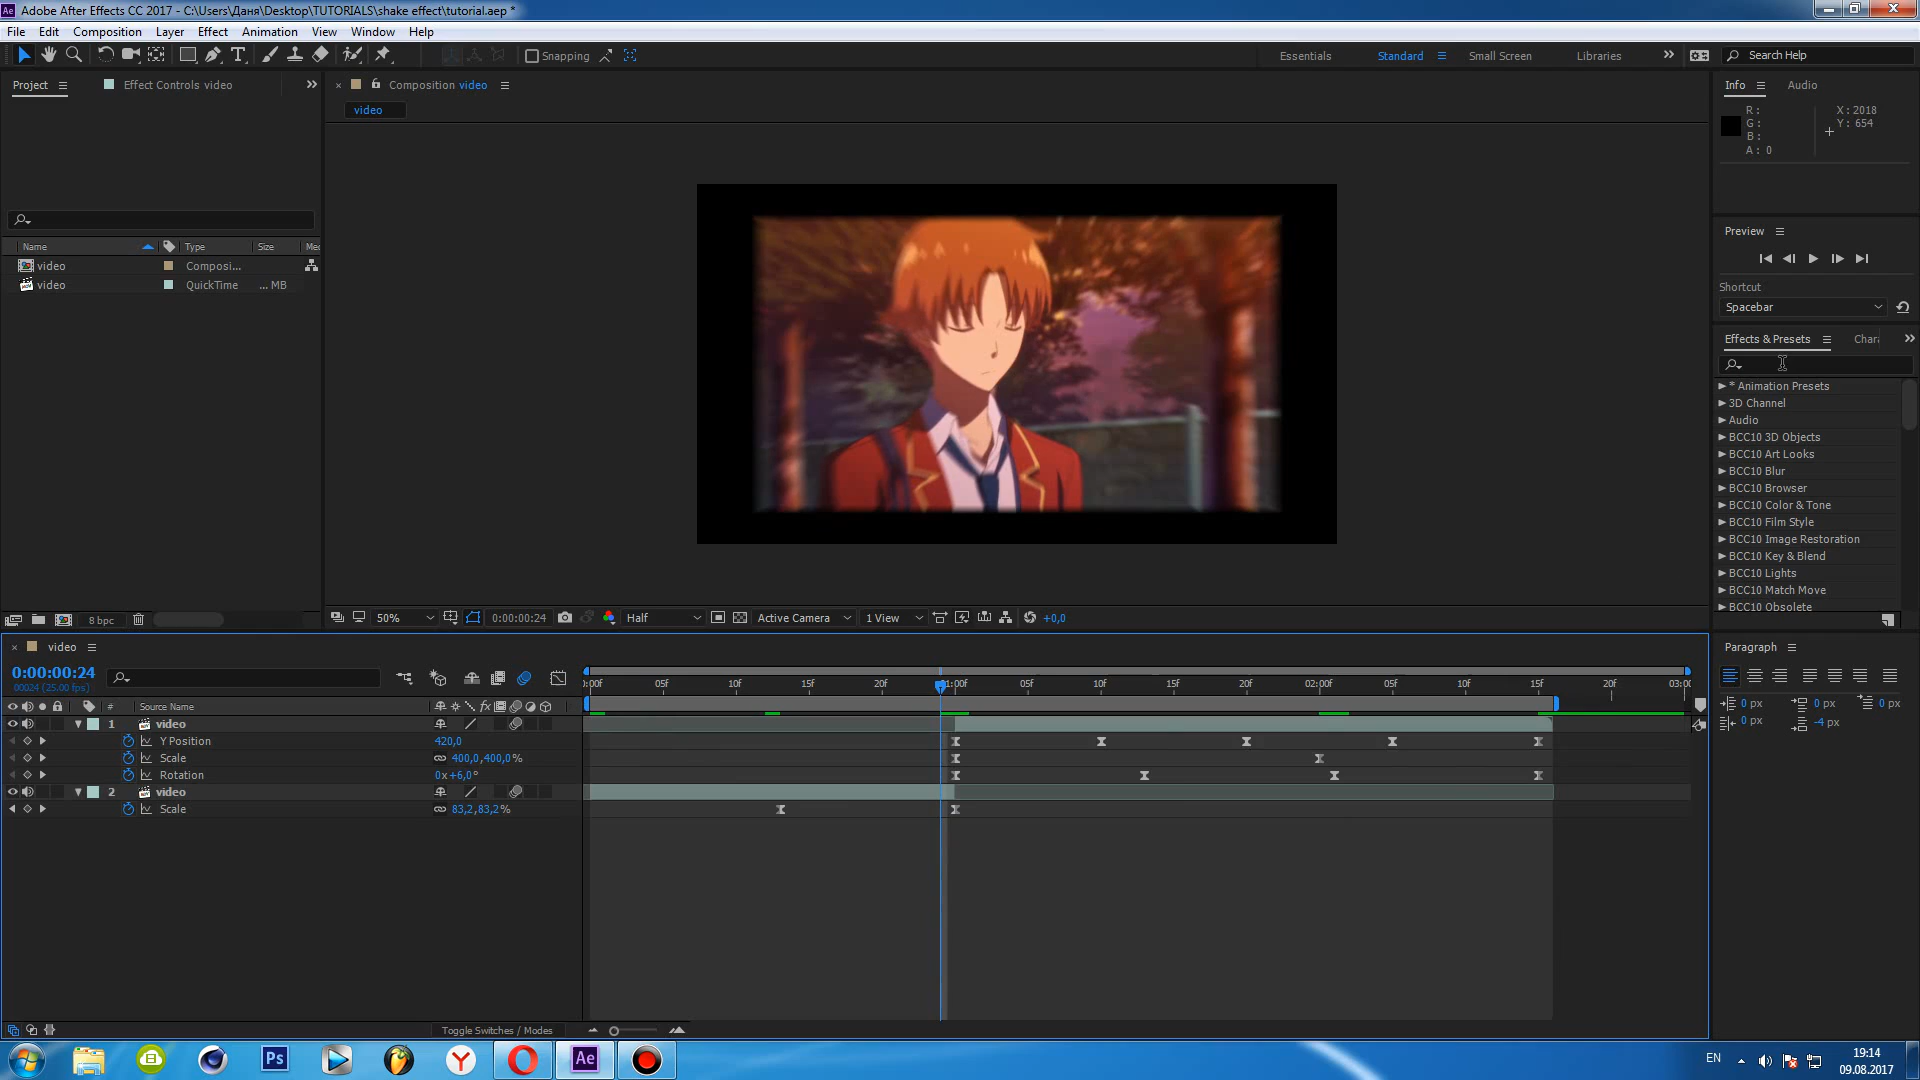 Adobe After Effects CC 2017 - C:\Users\Даня\Desktop\TUTORIALS\shake effect\tutorial.aep *
File Edit Composition Layer Effect Animation View Window Help
Snapping
Essentials Standard Small Screen Libraries
Search Help
Project
Effect Controls video
Composition video
video
Name Type Size
video Composi...
video QuickTime ... MB
8 bpc
50% 0:00:00:24 Half Active Camera 1 View +0,0
Info Audio
R :
G :
B :
A : 0
X : 2018
Y : 654
Preview
Shortcut
Spacebar
Effects & Presets
* Animation Presets
3D Channel
Audio
BCC10 3D Objects
BCC10 Art Looks
BCC10 Blur
BCC10 Browser
BCC10 Color & Tone
BCC10 Film Style
BCC10 Image Restoration
BCC10 Key & Blend
BCC10 Lights
BCC10 Match Move
BCC10 Obsolete
Paragraph
0 px 0 px 0 px
0 px -4 px
video
0:00:00:24
00024 (25.00 fps)
05f 10f 15f 20f 05f 10f 15f 20f 02:00f 05f 10f 15f 20f
# Source Name
1 video
Y Position 420,0
Scale 400,0,400,0%
Rotation 0x+6,0°
2 video
Scale 83,2,83,2%
Toggle Switches / Modes
Ps
Ae
EN
19:14
09.08.2017